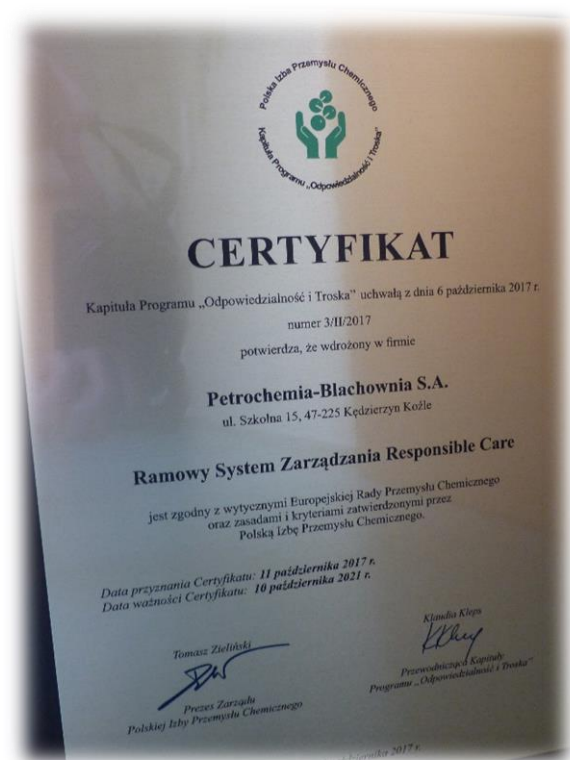 Polska Izba Przemysłu Chemicznego
Kapituła Programu „Odpowiedzialność i Troska"
CERTYFIKAT
Kapituła Programu „Odpowiedzialność i Troska" uchwałą z dnia 6 października 2017 r.
numer 3/II/2017
potwierdza, że wdrożony w firmie
Petrochemia-Blachownia S.A.
ul. Szkolna 15, 47-225 Kędzierzyn Koźle
Ramowy System Zarządzania Responsible Care
jest zgodny z wytycznymi Europejskiej Rady Przemysłu Chemicznego
oraz zasadami i kryteriami zatwierdzonymi przez
Polską Izbę Przemysłu Chemicznego.
Data przyznania Certyfikatu: 11 października 2017 r.
Data ważności Certyfikatu: 10 października 2021 r.
Tomasz Zieliński
Prezes Zarządu
Polskiej Izby Przemysłu Chemicznego
Klaudia Kleps
Przewodnicząca Kapituły
Programu „Odpowiedzialność i Troska"
października 2017 r.